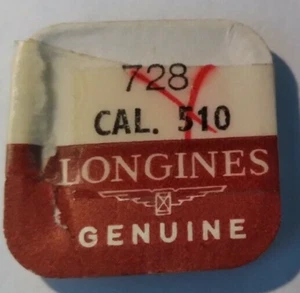 728
CAL. 510
LONGINES
GENUINE